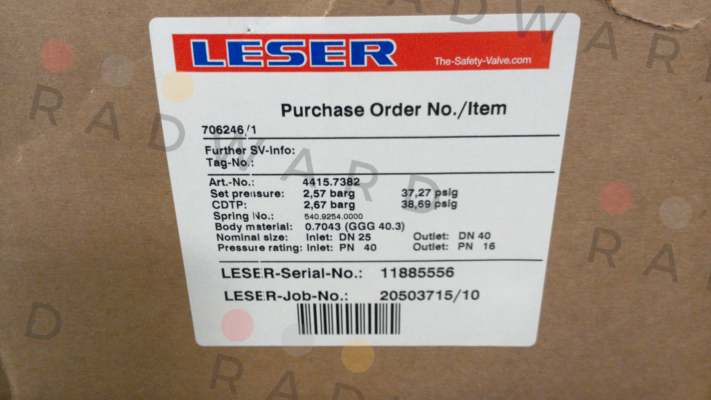 LESER
The-Safety-Valve.com
Purchase Order No./Item
706246/1
Further SV-Info:
Tag-No.:
Art.-No.: 4415.7382
Set pressure: 2,57 barg 37,27 psig
CDTP: 2,67 barg 38,69 psig
Spring No.: 540.9254.0000
Body material: 0.7043 (GGG 40.3)
Nominal size: Inlet: DN 25 Outlet: DN 40
Pressure rating: Inlet: PN 40 Outlet: PN 16
LESER-Serial-No.: 11885556
LESER-Job-No.: 20503715/10
RADWARD
RADWARD
RADWARD